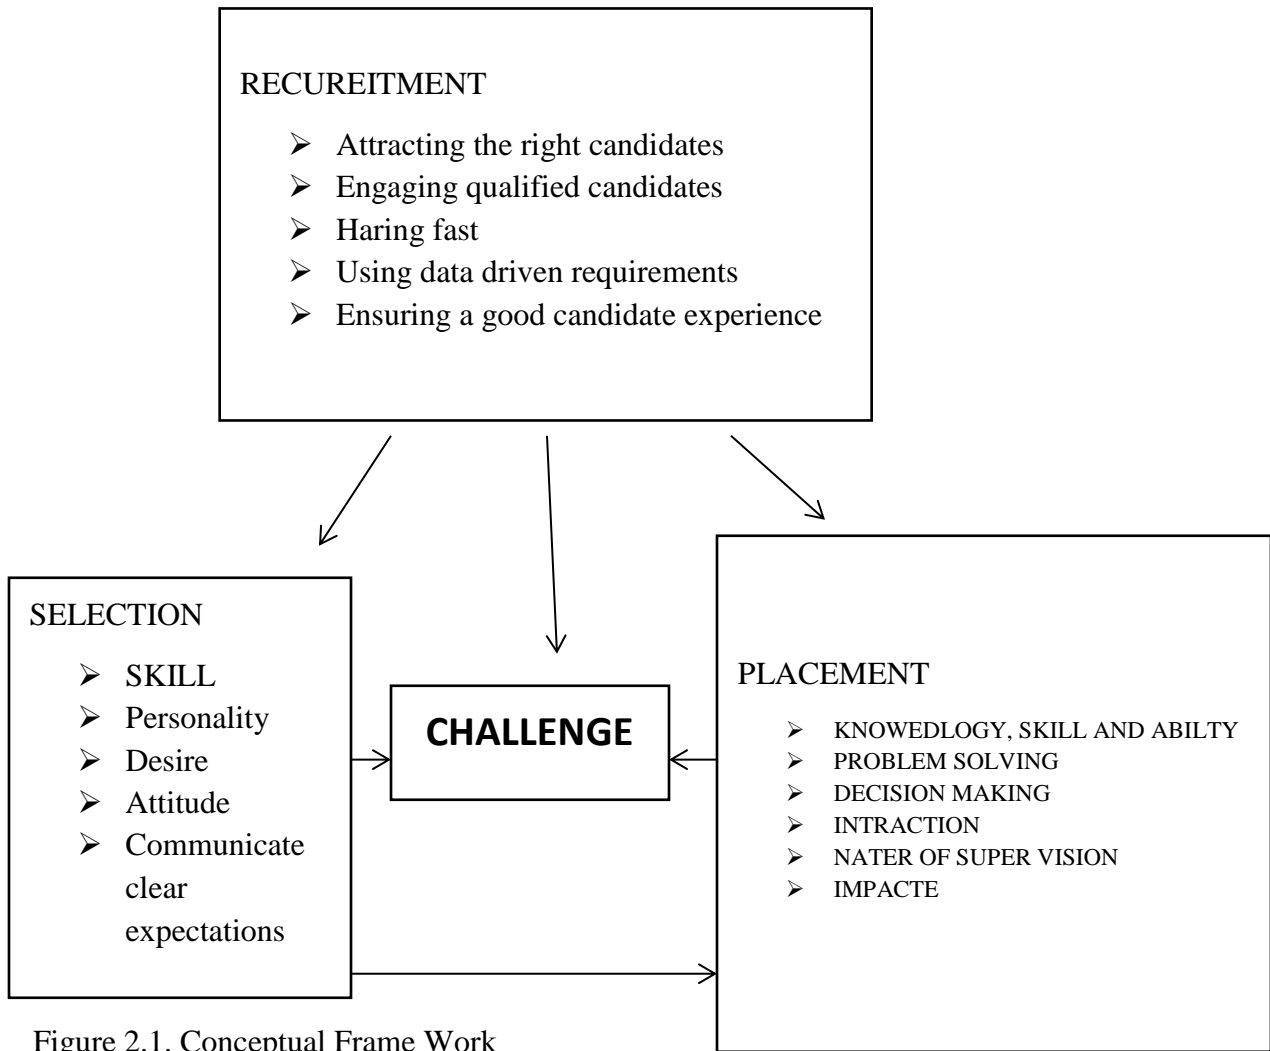 RECUREITMENT
➢ Attracting the right candidates
➢ Engaging qualified candidates
➢ Haring fast
➢ Using data driven requirements
➢ Ensuring a good candidate experience
SELECTION
➢ SKILL
➢ Personality
➢ Desire
➢ Attitude
➢ Communicate
clear
expectations
CHALLENGE
PLACEMENT
➢ KNOWEDLOGY, SKILL AND ABILTY
➢ PROBLEM SOLVING
➢ DECISION MAKING
➢ INTRACTION
➢ NATER OF SUPER VISION
➢ IMPACTE
Figure 2.1. Conceptual Frame Work